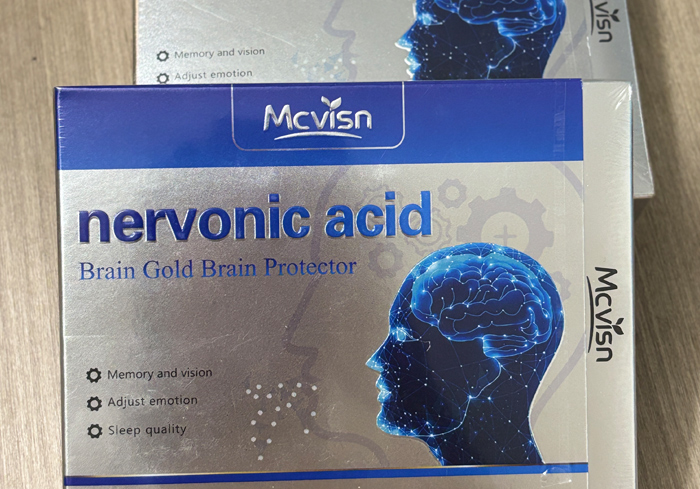 Mcvisn
Memory and vision
Adjust emotion
Mcvisn
nervonic acid
Brain Gold Brain Protector
Memory and vision
Adjust emotion
Sleep quality
Mcvisn